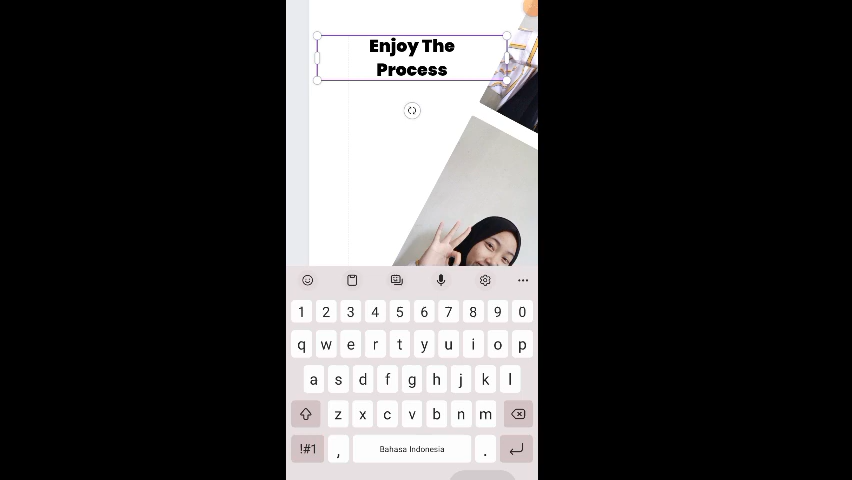 Enjoy The
Process
1 2 3 4 5 6 7 8 9 0
q w e r t y u i o p
a s d f g h j k l
z x c v b n m
!#1 , Bahasa Indonesia .